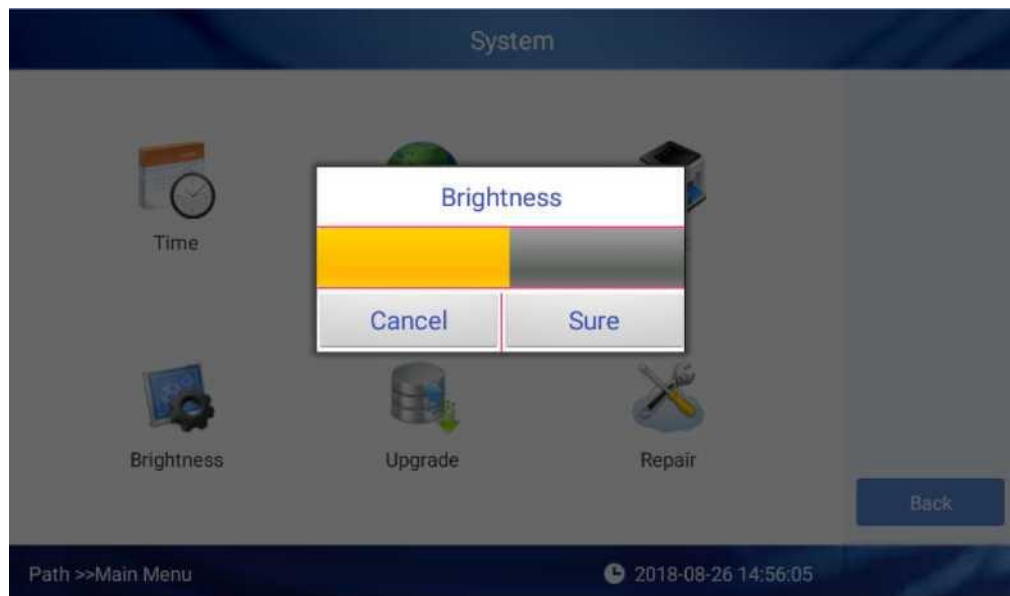 System
Brightness
Time
Cancel Sure
Brightness Upgrade Repair
Back
Path >>Main Menu 2018-08-26 14:56:05